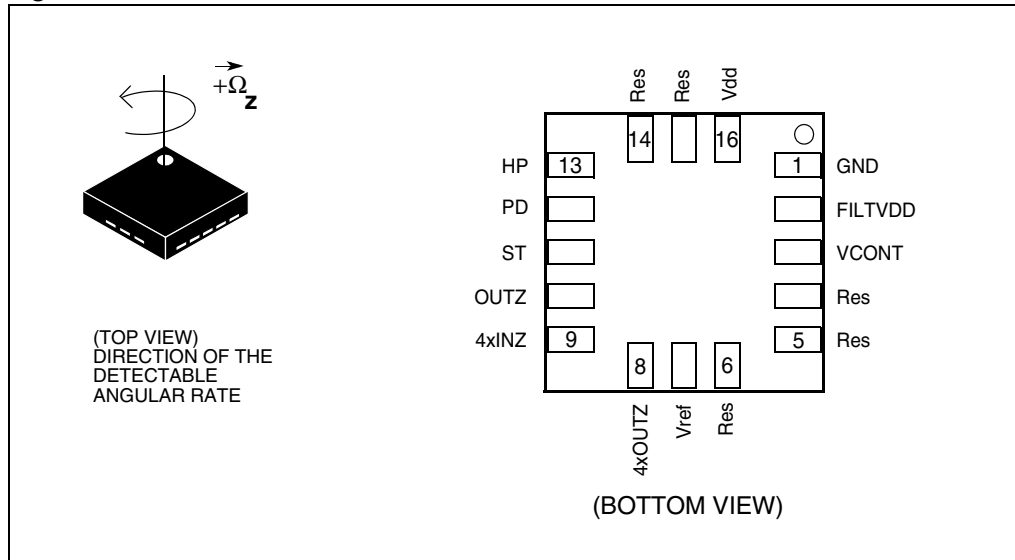 +Ω
z
(TOP VIEW)
DIRECTION OF THE
DETECTABLE
ANGULAR RATE
Res
Res
Vdd
14
16
HP
13
1
GND
PD
FILTVDD
ST
VCONT
OUTZ
Res
4xINZ
9
5
Res
8
6
4xOUTZ
Vref
Res
(BOTTOM VIEW)